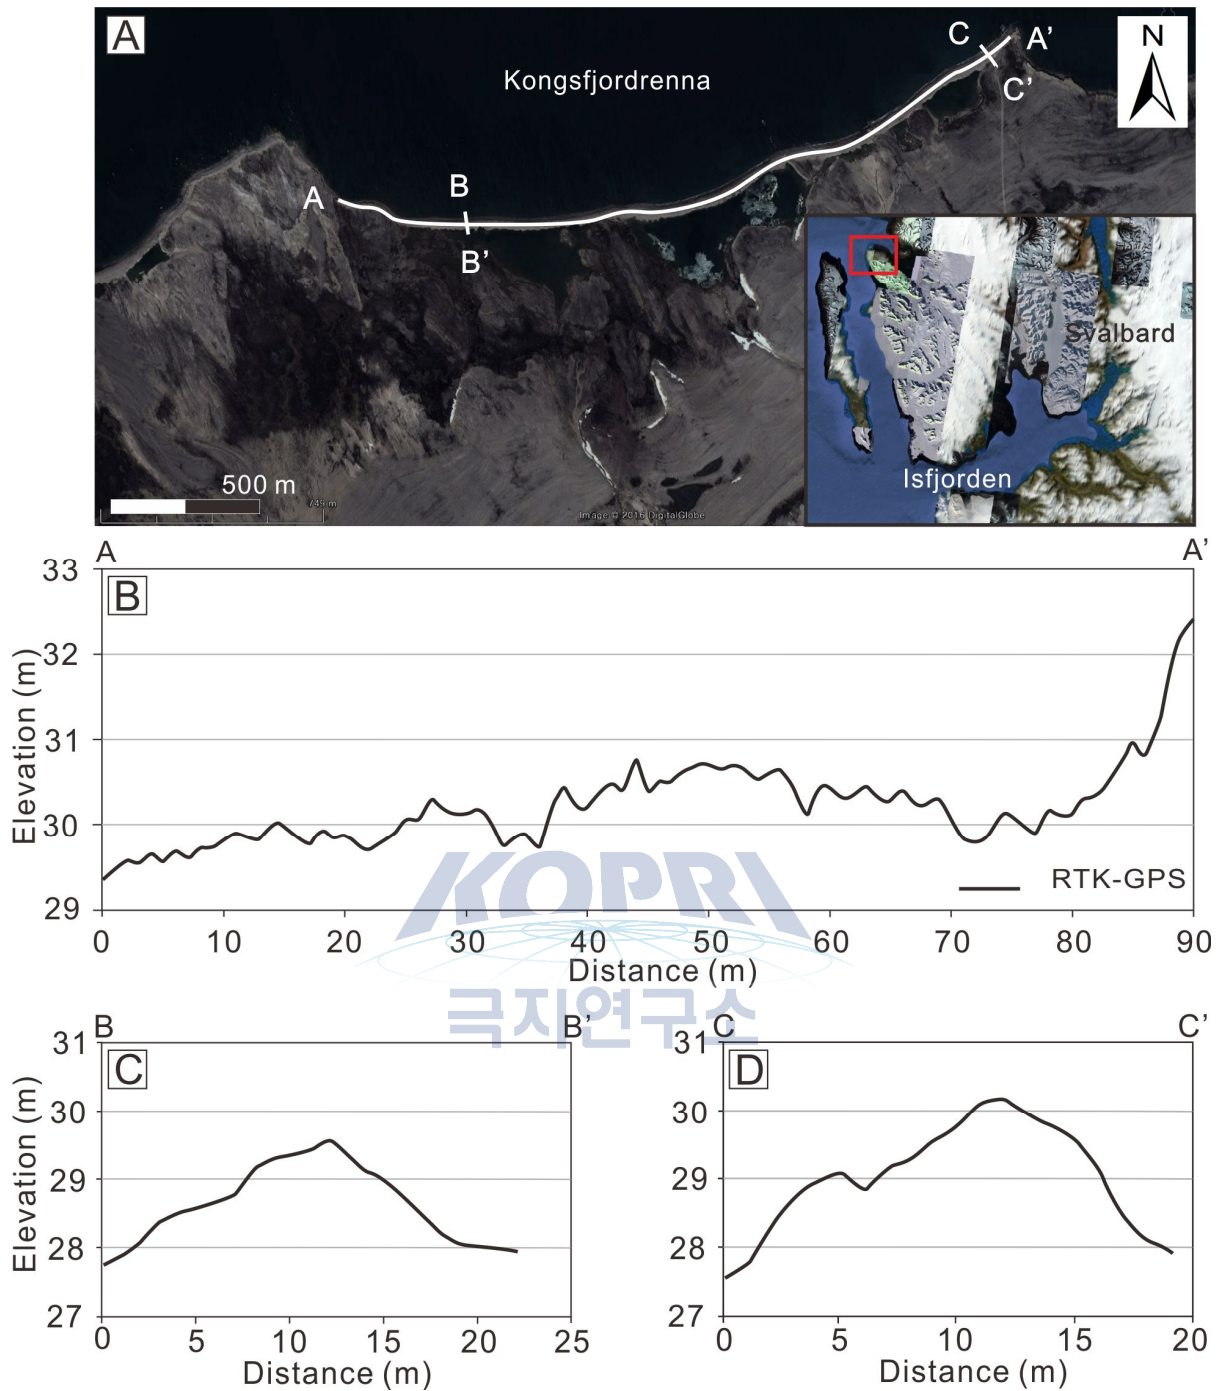 A
Kongsfjordrenna
C
A’
C’
N
A
B
B’
Svalbard
Isfjorden
500 m
749 m
Image © 2016 DigitalGlobe
A
A’
B
Elevation (m)
33
32
31
30
29
RTK-GPS
KOPRI
0 10 20 30 40 50 60 70 80 90
Distance (m)
극지연구소
B
B’
C
Elevation (m)
31
30
29
28
27
0 5 10 15 20 25
Distance (m)
C
C’
D
31
30
29
28
27
0 5 10 15 20
Distance (m)